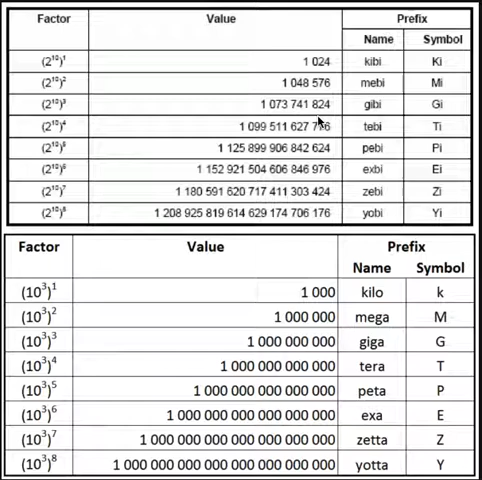 Factor Value Prefix
Name Symbol
(2¹⁰)¹ 1 024 kibi Ki
(2¹⁰)² 1 048 576 mebi Mi
(2¹⁰)³ 1 073 741 824 gibi Gi
(2¹⁰)⁴ 1 099 511 627 776 tebi Ti
(2¹⁰)⁵ 1 125 899 906 842 624 pebi Pi
(2¹⁰)⁶ 1 152 921 504 606 846 976 exbi Ei
(2¹⁰)⁷ 1 180 591 620 717 411 303 424 zebi Zi
(2¹⁰)⁸ 1 208 925 819 614 629 174 706 176 yobi Yi
Factor Value Prefix
Name Symbol
(10³)¹ 1 000 kilo k
(10³)² 1 000 000 mega M
(10³)³ 1 000 000 000 giga G
(10³)⁴ 1 000 000 000 000 tera T
(10³)⁵ 1 000 000 000 000 000 peta P
(10³)⁶ 1 000 000 000 000 000 000 exa E
(10³)⁷ 1 000 000 000 000 000 000 000 zetta Z
(10³)⁸ 1 000 000 000 000 000 000 000 000 yotta Y